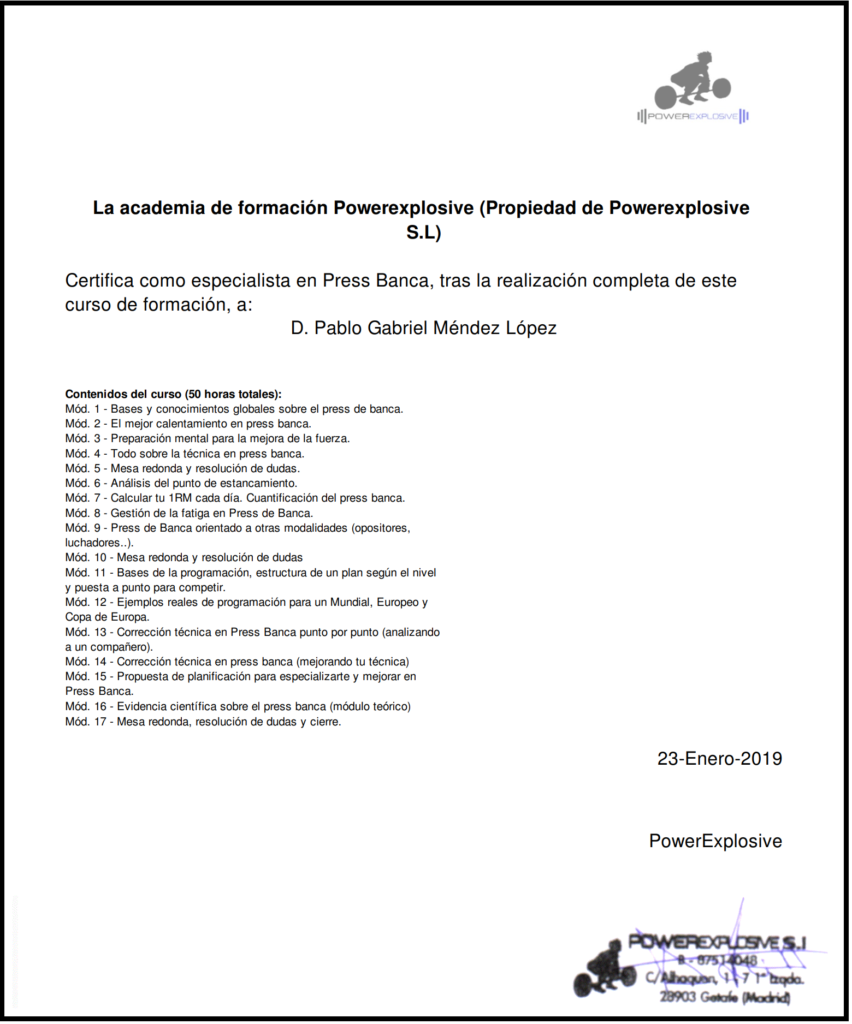 POWEREXPLOSIVE
La academia de formación Powerexplosive (Propiedad de Powerexplosive
S.L)
Certifica como especialista en Press Banca, tras la realización completa de este
curso de formación, a:
D. Pablo Gabriel Méndez López
Contenidos del curso (50 horas totales):
Mód. 1 - Bases y conocimientos globales sobre el press de banca.
Mód. 2 - El mejor calentamiento en press banca.
Mód. 3 - Preparación mental para la mejora de la fuerza.
Mód. 4 - Todo sobre la técnica en press banca.
Mód. 5 - Mesa redonda y resolución de dudas.
Mód. 6 - Análisis del punto de estancamiento.
Mód. 7 - Calcular tu 1RM cada día. Cuantificación del press banca.
Mód. 8 - Gestión de la fatiga en Press de Banca.
Mód. 9 - Press de Banca orientado a otras modalidades (opositores,
luchadores..).
Mód. 10 - Mesa redonda y resolución de dudas
Mód. 11 - Bases de la programación, estructura de un plan según el nivel
y puesta a punto para competir.
Mód. 12 - Ejemplos reales de programación para un Mundial, Europeo y
Copa de Europa.
Mód. 13 - Corrección técnica en Press Banca punto por punto (analizando
a un compañero).
Mód. 14 - Corrección técnica en press banca (mejorando tu técnica)
Mód. 15 - Propuesta de planificación para especializarte y mejorar en
Press Banca.
Mód. 16 - Evidencia científica sobre el press banca (módulo teórico)
Mód. 17 - Mesa redonda, resolución de dudas y cierre.
23-Enero-2019
PowerExplosive
POWEREXPLOSIVE S.l
C/ 7 1ª Izqda.
28903 Getafe (Madrid)